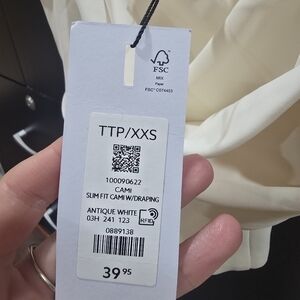 FSC
MIX
Paper
FSC® C074453
TTP/XXS
100090622
CAMI
SLIM FIT CAMI W/DRAPING
ANTIQUE WHITE
03H 241 123
RFID
0889138
39 95